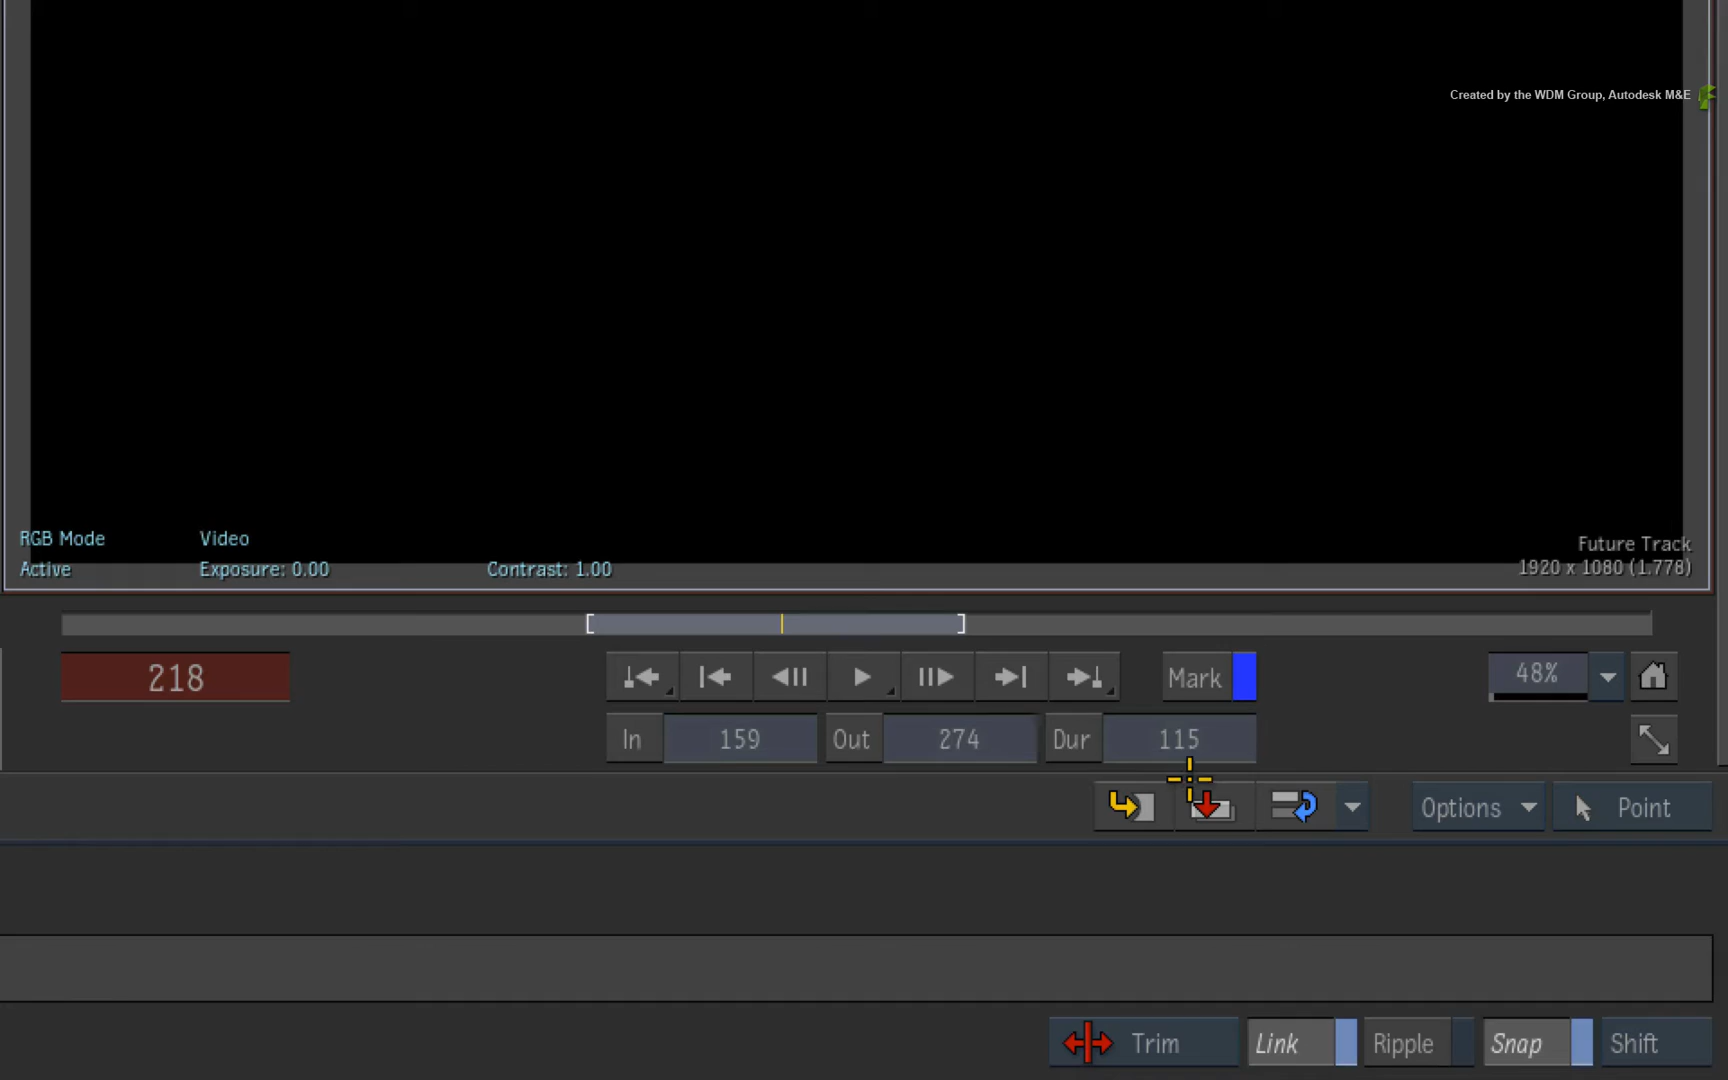 Created by the WDM Group, Autodesk M&E
RGB Mode Video
Future Track
Active Exposure: 0.00 Contrast: 1.00
1920 x 1080 (1.778)
218
Mark
48%
In 159 Out 274 Dur 115
Options Point
Trim Link Ripple Snap Shift